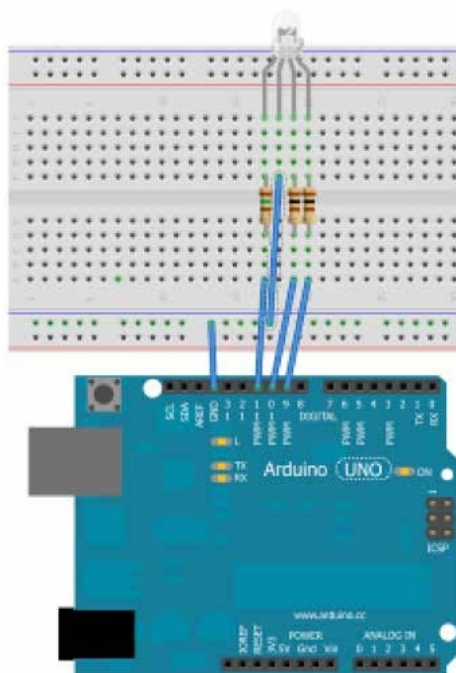 SCL
SDA
AREF
GND
13
12
PWM 11
PWM 10
PWM 9
8
DIGITAL
7
PWM 6
PWM 5
4
PWM 3
2
TX 1
RX 0
L
TX
RX
Arduino UNO
ON
ICSP
1
www.arduino.cc
POWER
ANALOG IN
IOREF
RESET
3V3
5V
Gnd
Vin
0
1
2
3
4
5